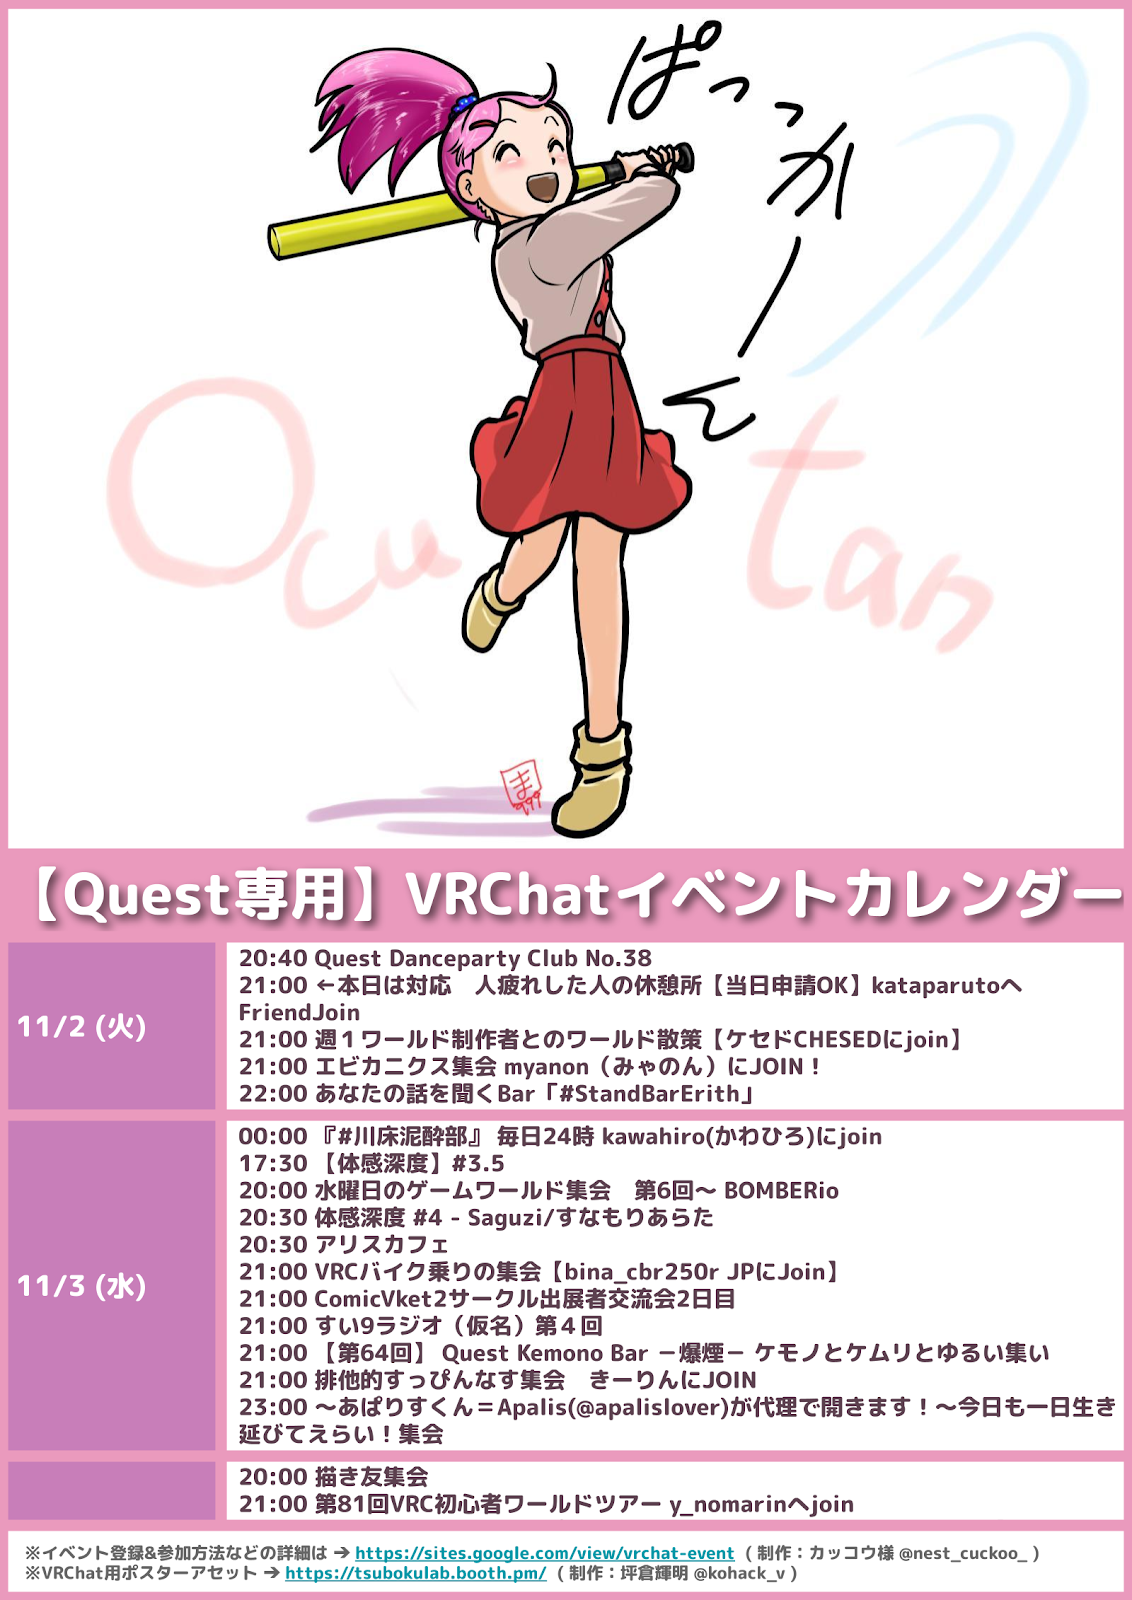 ぱっっかーん
Ocutan
ま
999
【Quest専用】VRChatイベントカレンダー
11/2 (火)
20:40 Quest Danceparty Club No.38
21:00 ←本日は対応　人疲れした人の休憩所【当日申請OK】kataparutoへ
FriendJoin
21:00 週１ワールド制作者とのワールド散策【ケセドCHESEDにjoin】
21:00 エビカニクス集会 myanon（みゃのん）にJOIN！
22:00 あなたの話を聞くBar「#StandBarErith」
11/3 (水)
00:00 『#川床泥酔部』 毎日24時 kawahiro(かわひろ)にjoin
17:30 【体感深度】#3.5
20:00 水曜日のゲームワールド集会　第6回～ BOMBERio
20:30 体感深度 #4 - Saguzi/すなもりあらた
20:30 アリスカフェ
21:00 VRCバイク乗りの集会【bina_cbr250r JPにJoin】
21:00 ComicVket2サークル出展者交流会2日目
21:00 すい9ラジオ（仮名）第４回
21:00 【第64回】 Quest Kemono Bar －爆煙－ ケモノとケムリとゆるい集い
21:00 排他的すっぴんなす集会　きーりんにJOIN
23:00 ～あぱりすくん＝Apalis(@apalislover)が代理で開きます！～今日も一日生き
延びてえらい！集会
20:00 描き友集会
21:00 第81回VRC初心者ワールドツアー y_nomarinへjoin
※イベント登録&参加方法などの詳細は ➔ https://sites.google.com/view/vrchat-event （ 制作：カッコウ様 @nest_cuckoo_ ）
※VRChat用ポスターアセット ➔ https://tsubokulab.booth.pm/ （ 制作：坪倉輝明 @kohack_v ）